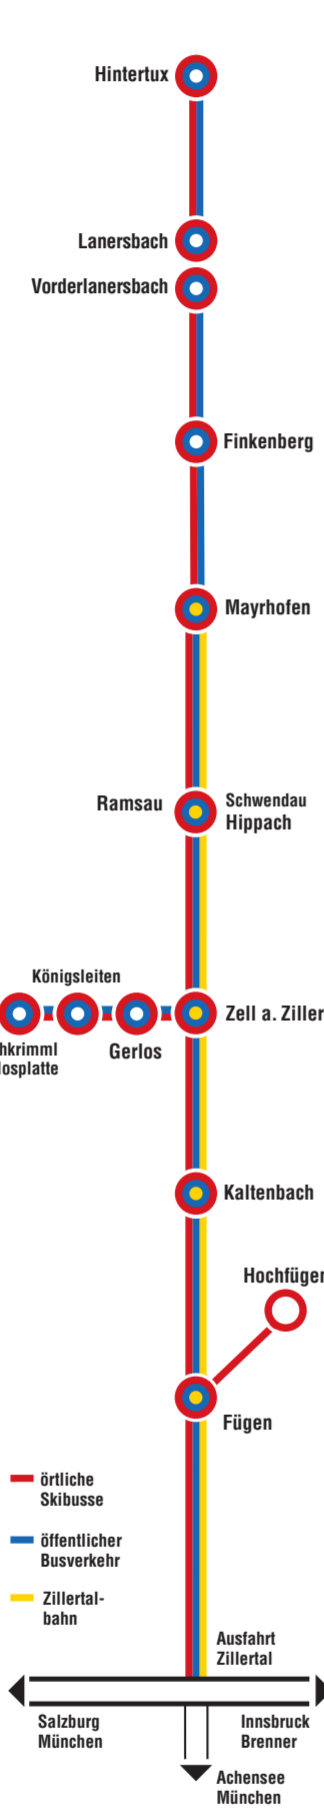 Hintertux
Lanersbach
Vorderlanersbach
Finkenberg
Mayrhofen
Ramsau
Schwendau
Hippach
Königsleiten
Zell a. Ziller
Gerlos
Kaltenbach
Fügen
örtliche
Skibusse
öffentlicher
Busverkehr
Zillertal-
bahn
Ausfahrt
Zillertal
Salzburg
München
Innsbruck
Brenner
Achensee
München